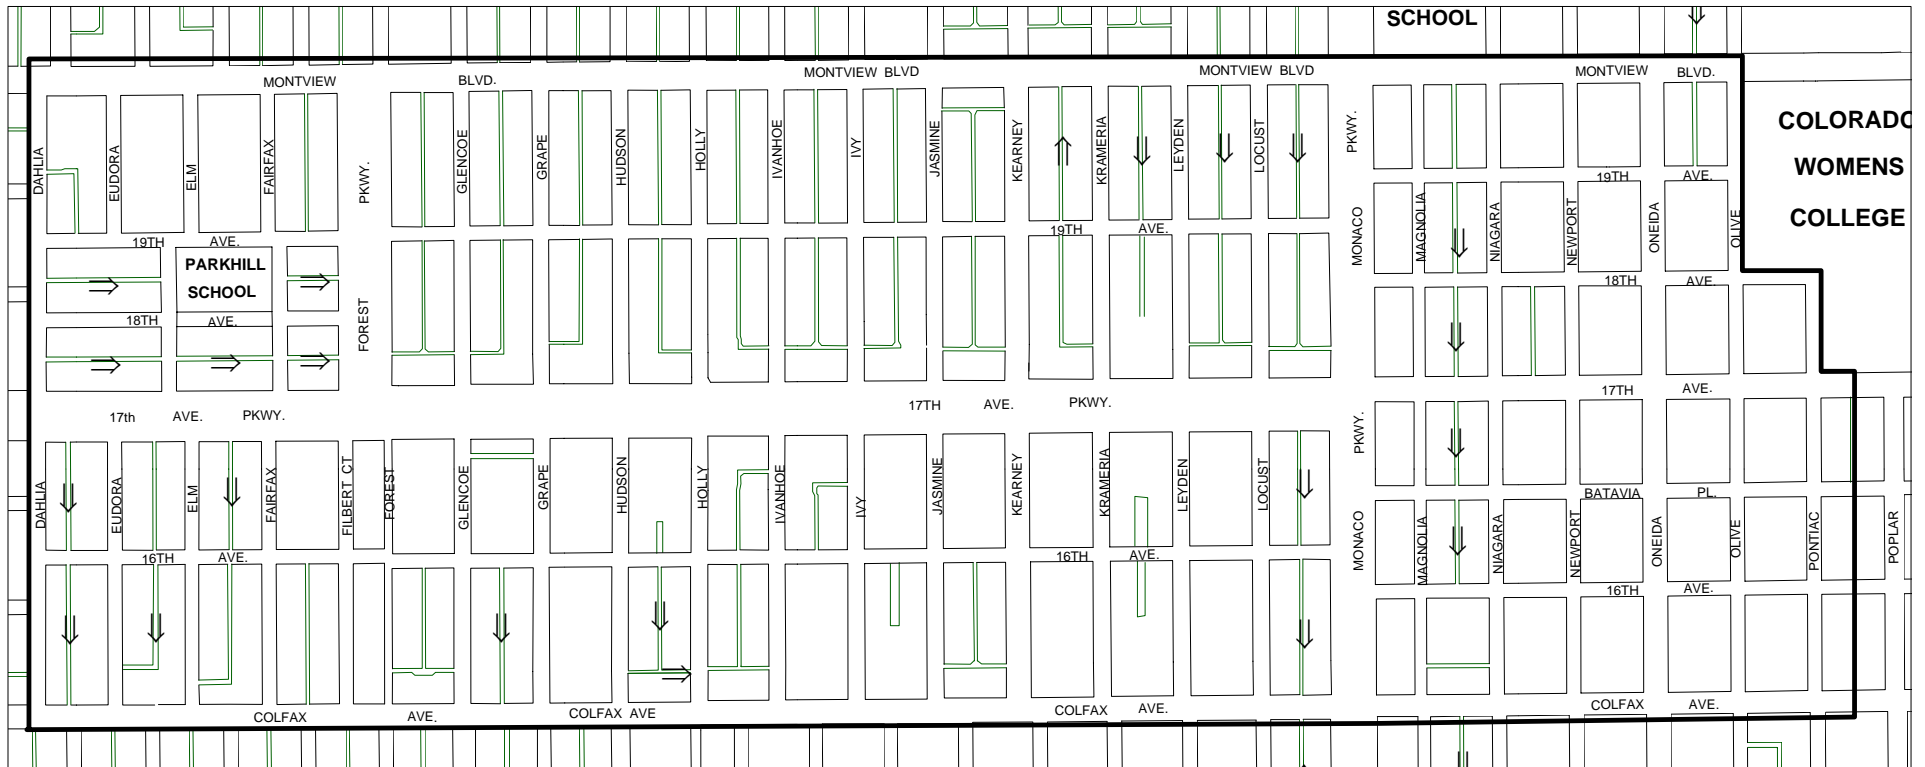 SCHOOL
MONTVIEW BLVD. MONTVIEW BLVD MONTVIEW BLVD MONTVIEW BLVD.
COLORADO
WOMENS
COLLEGE
DAHLIA EUDORA ELM FAIRFAX PKWY. GLENCOE GRAPE HUDSON HOLLY IVANHOE IVY JASMINE KEARNEY KRAMERIA LEYDEN LOCUST PKWY.
19TH AVE.
MONACO MAGNOLIA NIAGARA NEWPORT ONEIDA OLIVE
19TH AVE. 19TH AVE.
PARKHILL
SCHOOL
18TH AVE.
18TH AVE.
FOREST
17TH AVE.
17th AVE. PKWY. 17TH AVE. PKWY.
PKWY.
DAHLIA EUDORA ELM FAIRFAX FILBERT CT FOREST GLENCOE GRAPE HUDSON HOLLY IVANHOE IVY JASMINE KEARNEY KRAMERIA LEYDEN LOCUST
BATAVIA PL.
MONACO MAGNOLIA NIAGARA NEWPORT ONEIDA OLIVE PONTIAC POPLAR
16TH AVE. 16TH AVE.
16TH AVE.
COLFAX AVE. COLFAX AVE COLFAX AVE. COLFAX AVE.